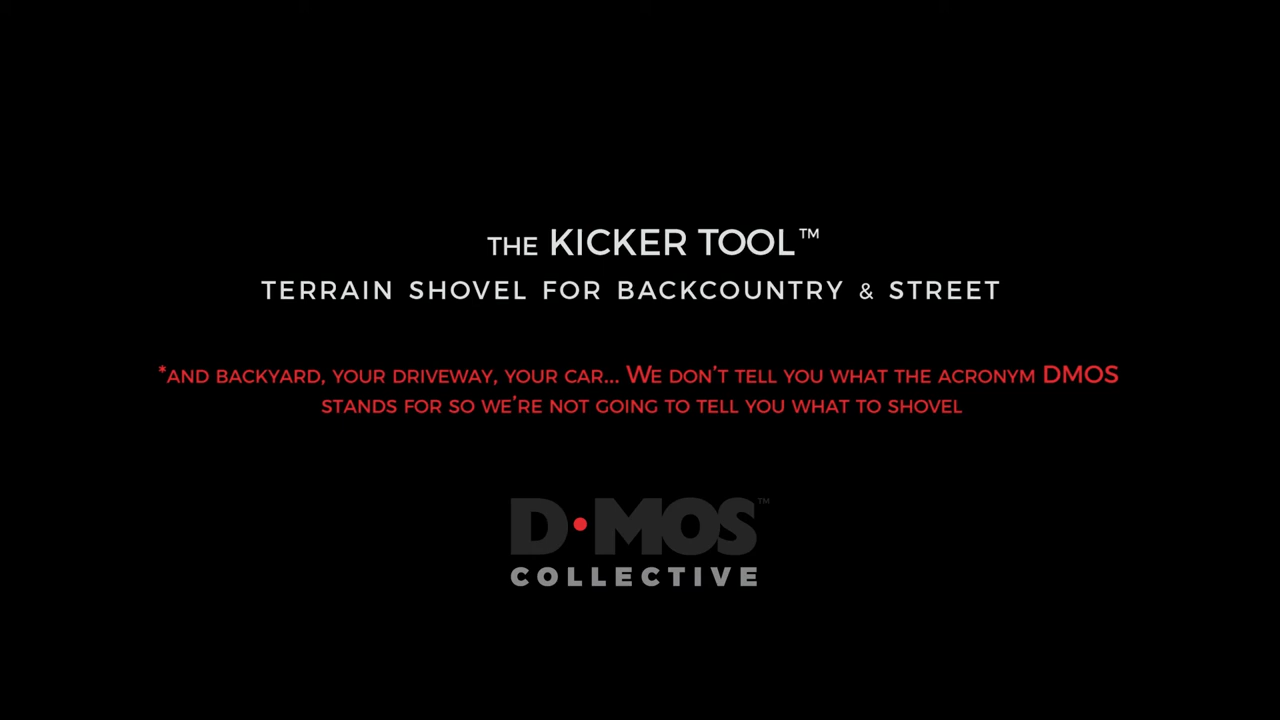 THE KICKER TOOL™
TERRAIN SHOVEL FOR BACKCOUNTRY & STREET
*AND BACKYARD, YOUR DRIVEWAY, YOUR CAR... WE DON'T TELL YOU WHAT THE ACRONYM DMOS
STANDS FOR SO WE'RE NOT GOING TO TELL YOU WHAT TO SHOVEL
D•MOS™
COLLECTIVE